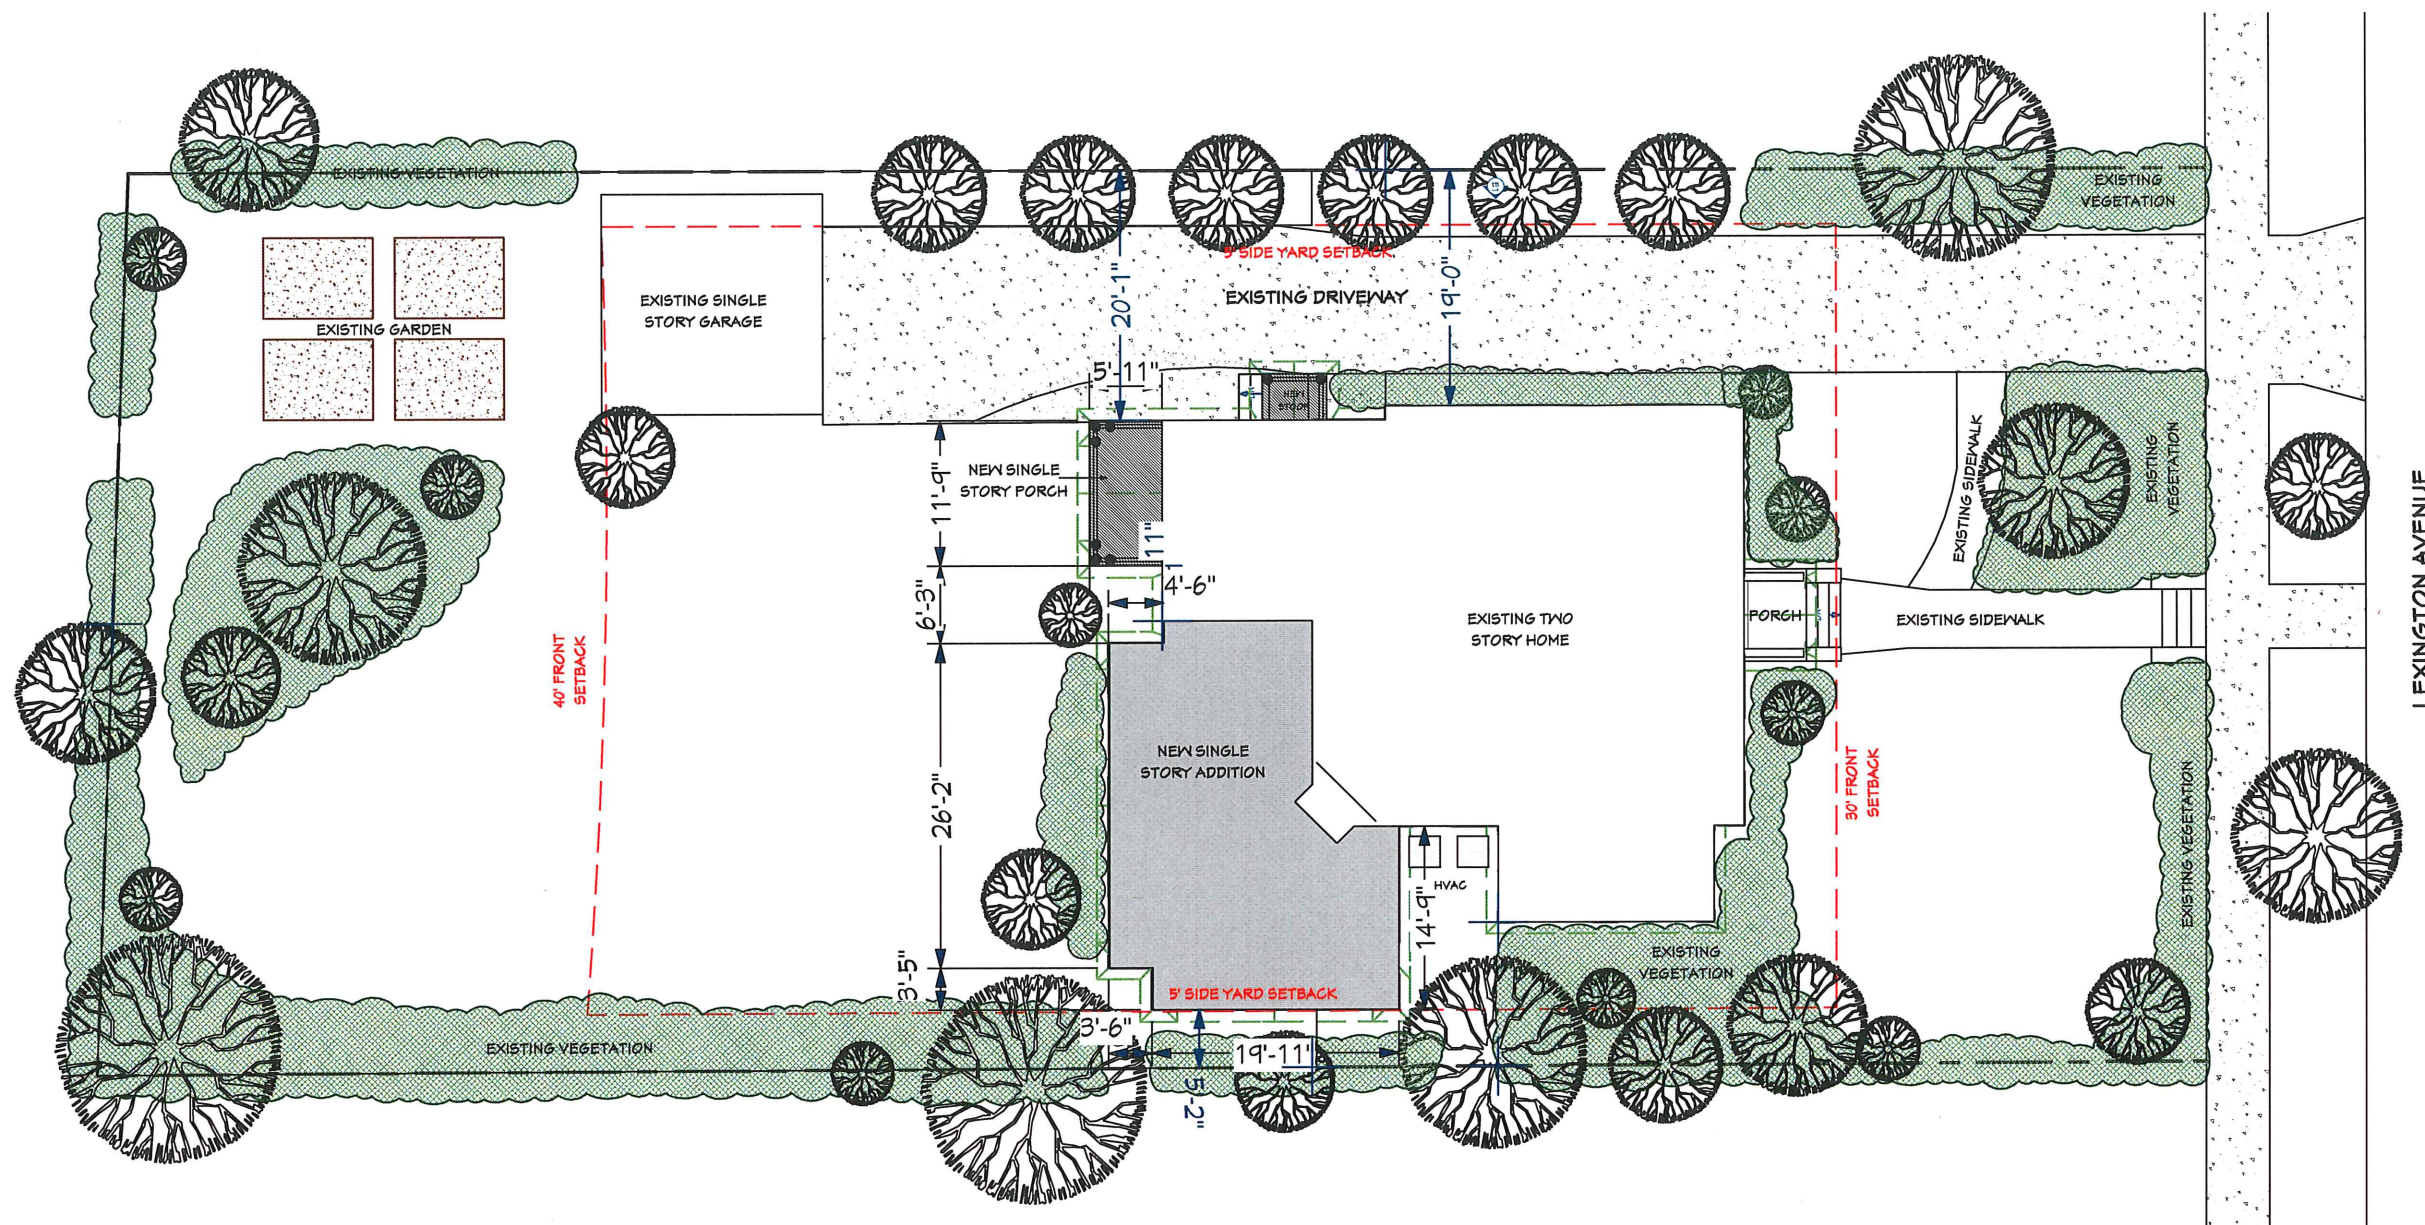 EXISTING VEGETATION
EXISTING
VEGETATION
5' SIDE YARD SETBACK
EXISTING DRIVEWAY
20'-1"
19'-0"
EXISTING SINGLE
STORY GARAGE
EXISTING GARDEN
5'-11"
NEW
STOOP
NEW SINGLE
STORY PORCH
11'-9"
11"
4'-6"
6'-3"
EXISTING SIDEWALK
EXISTING
VEGETATION
EXISTING TWO
STORY HOME
PORCH
EXISTING SIDEWALK
LEXINGTON AVENUE
40' FRONT
SETBACK
NEW SINGLE
STORY ADDITION
26'-2"
30' FRONT
SETBACK
EXISTING VEGETATION
HVAC
14'-9"
EXISTING
VEGETATION
3'-5"
5' SIDE YARD SETBACK
3'-6"
19'-11"
EXISTING VEGETATION
5'-2"